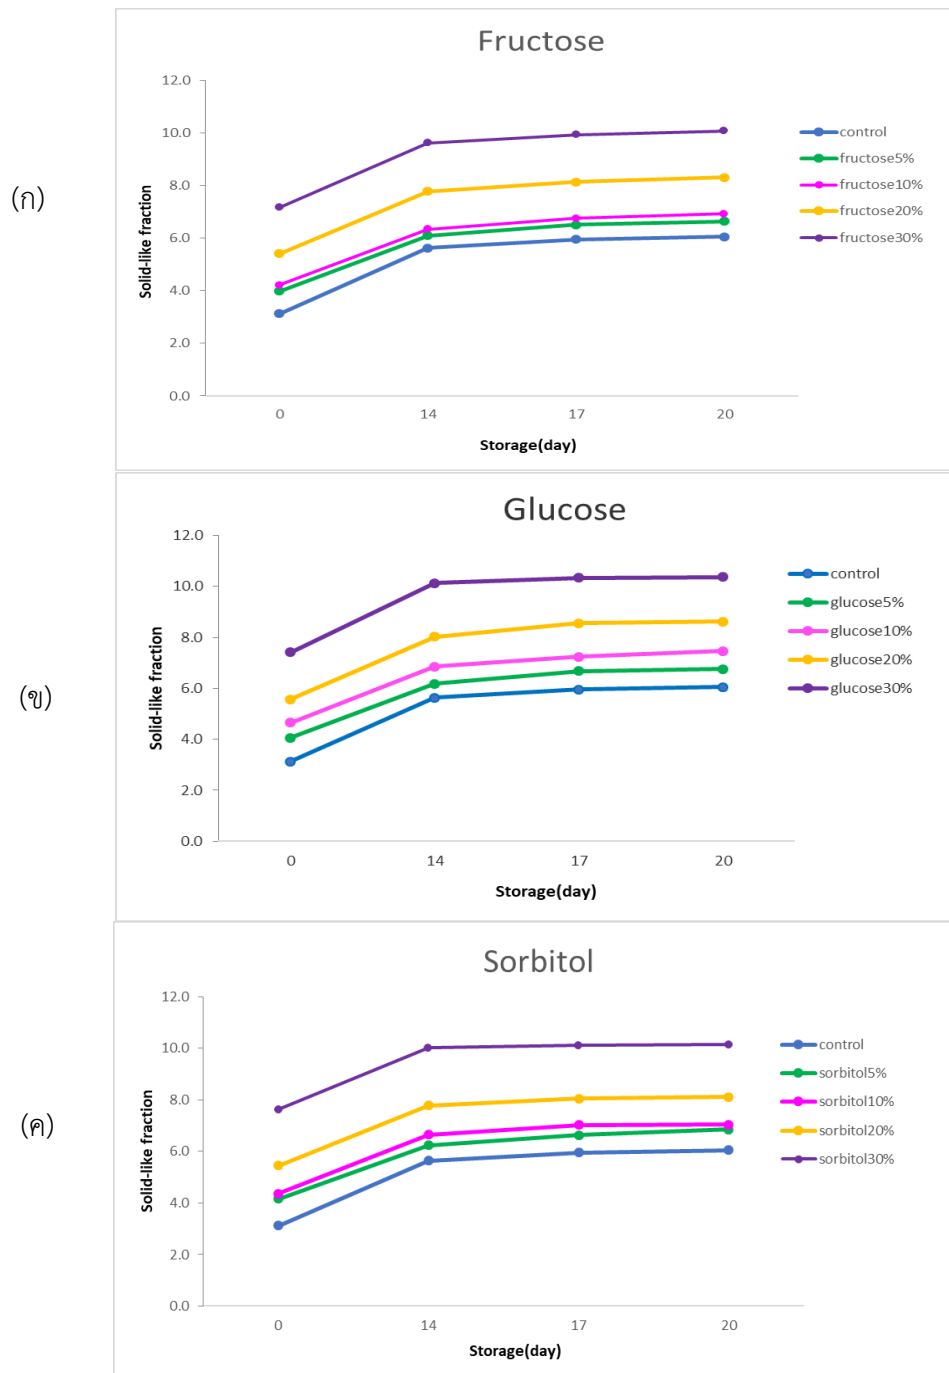 Fructose
12.0
10.0
8.0
6.0
4.0
2.0
0.0
Solid-like fraction
0 14 17 20
Storage(day)
control
fructose5%
fructose10%
fructose20%
fructose30%
(ก)
Glucose
12.0
10.0
8.0
6.0
4.0
2.0
0.0
Solid-like fraction
0 14 17 20
Storage(day)
control
glucose5%
glucose10%
glucose20%
glucose30%
(ข)
Sorbitol
12.0
10.0
8.0
6.0
4.0
2.0
0.0
Solid-like fraction
0 14 17 20
Storage(day)
control
sorbitol5%
sorbitol10%
sorbitol20%
sorbitol30%
(ค)